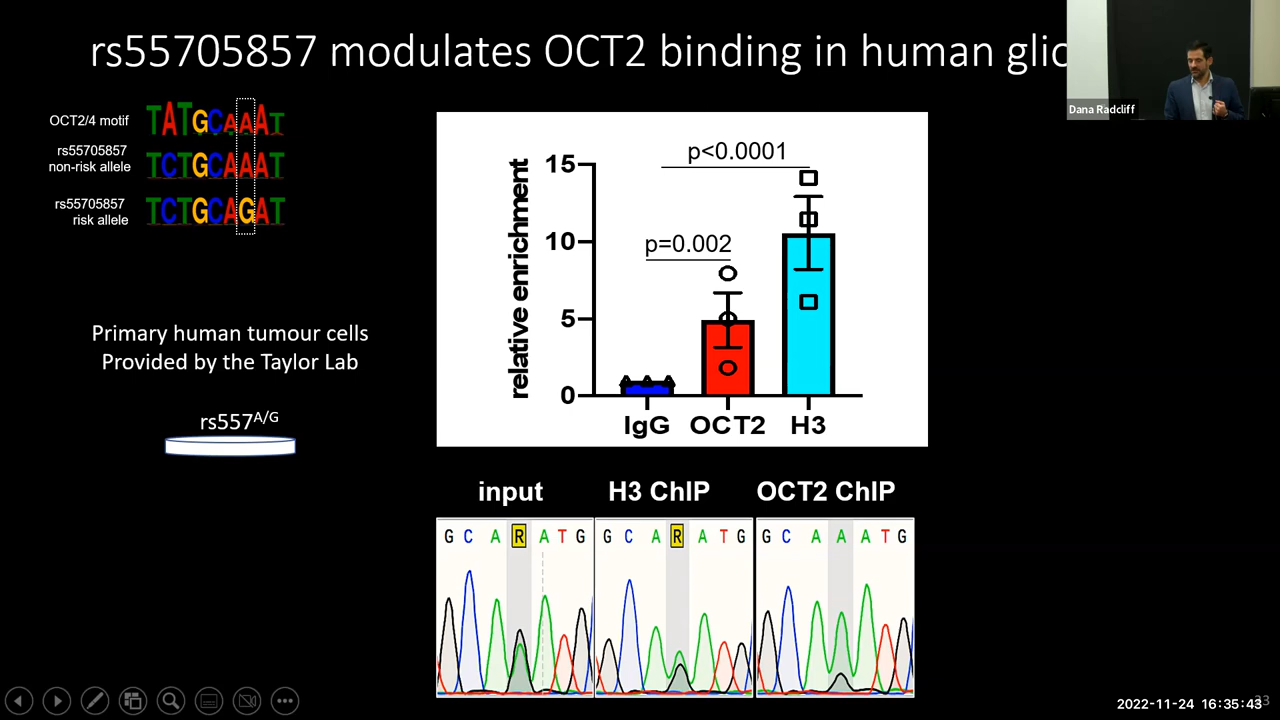 rs55705857 modulates OCT2 binding in human glio
Dana Radcliff
OCT2/4 motif
TATGCAAAT
rs55705857
non-risk allele
TCTGCAAAT
rs55705857
risk allele
TCTGCAGAT
Primary human tumour cells
Provided by the Taylor Lab
rs557A/G
relative enrichment
15
10
5
0
p<0.0001
p=0.002
IgG OCT2 H3
input H3 ChIP OCT2 ChIP
G C A R A T G G C A R A T G G C A A A T G
2022-11-24 16:35:43
33